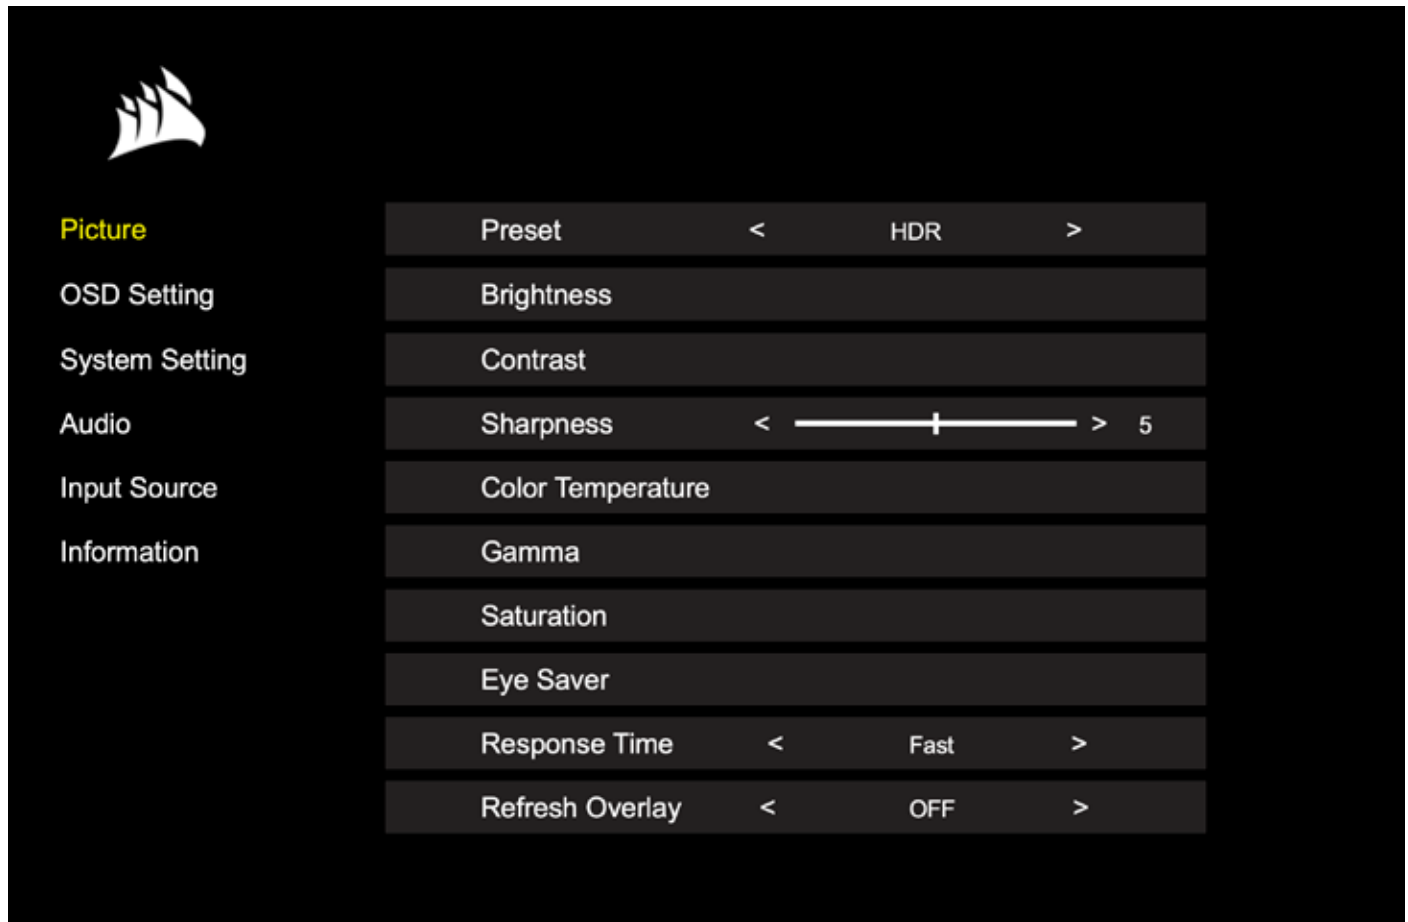 Picture
OSD Setting
System Setting
Audio
Input Source
Information
Preset < HDR >
Brightness
Contrast
Sharpness < > 5
Color Temperature
Gamma
Saturation
Eye Saver
Response Time < Fast >
Refresh Overlay < OFF >